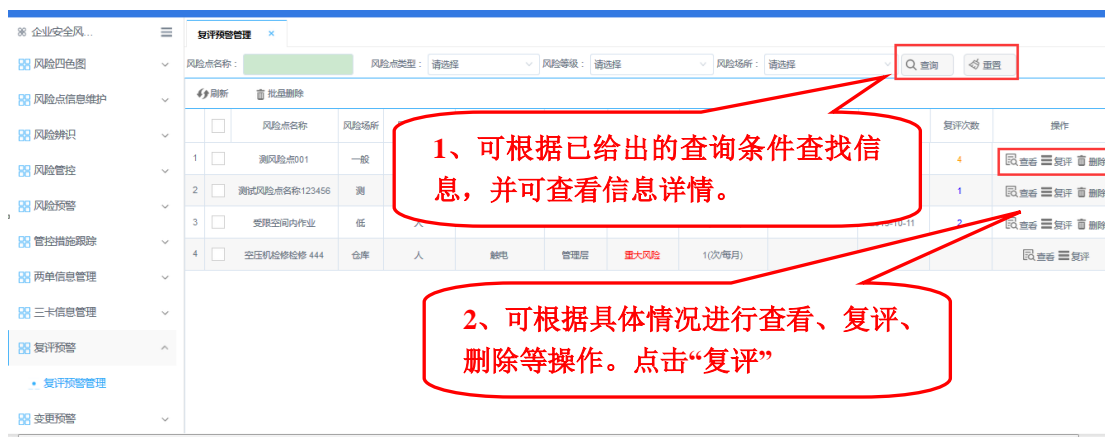 企业安全风...
复评预警管理 ×
风险四色图
风险点名称：
风险点类型： 请选择
风险等级： 请选择
风险场所： 请选择
查询
重置
风险点信息维护
刷新
批量删除
风险点名称 风险场所 复评次数 操作
风险辨识
1 测风险点001 一般 4 查看 复评 删除
风险管控
2 测试风险点名称123456 测 1 查看 复评 删除
风险预警
3 受限空间内作业 低 人 -10-11 2 查看 复评 删除
管控措施跟踪
4 空压机检修检修 444 仓库 人 触电 管理层 重大风险 1(次/每月) 查看 复评
两单信息管理
三卡信息管理
复评预警
复评预警管理
变更预警
1、可根据已给出的查询条件查找信
息，并可查看信息详情。
2、可根据具体情况进行查看、复评、
删除等操作。点击“复评”